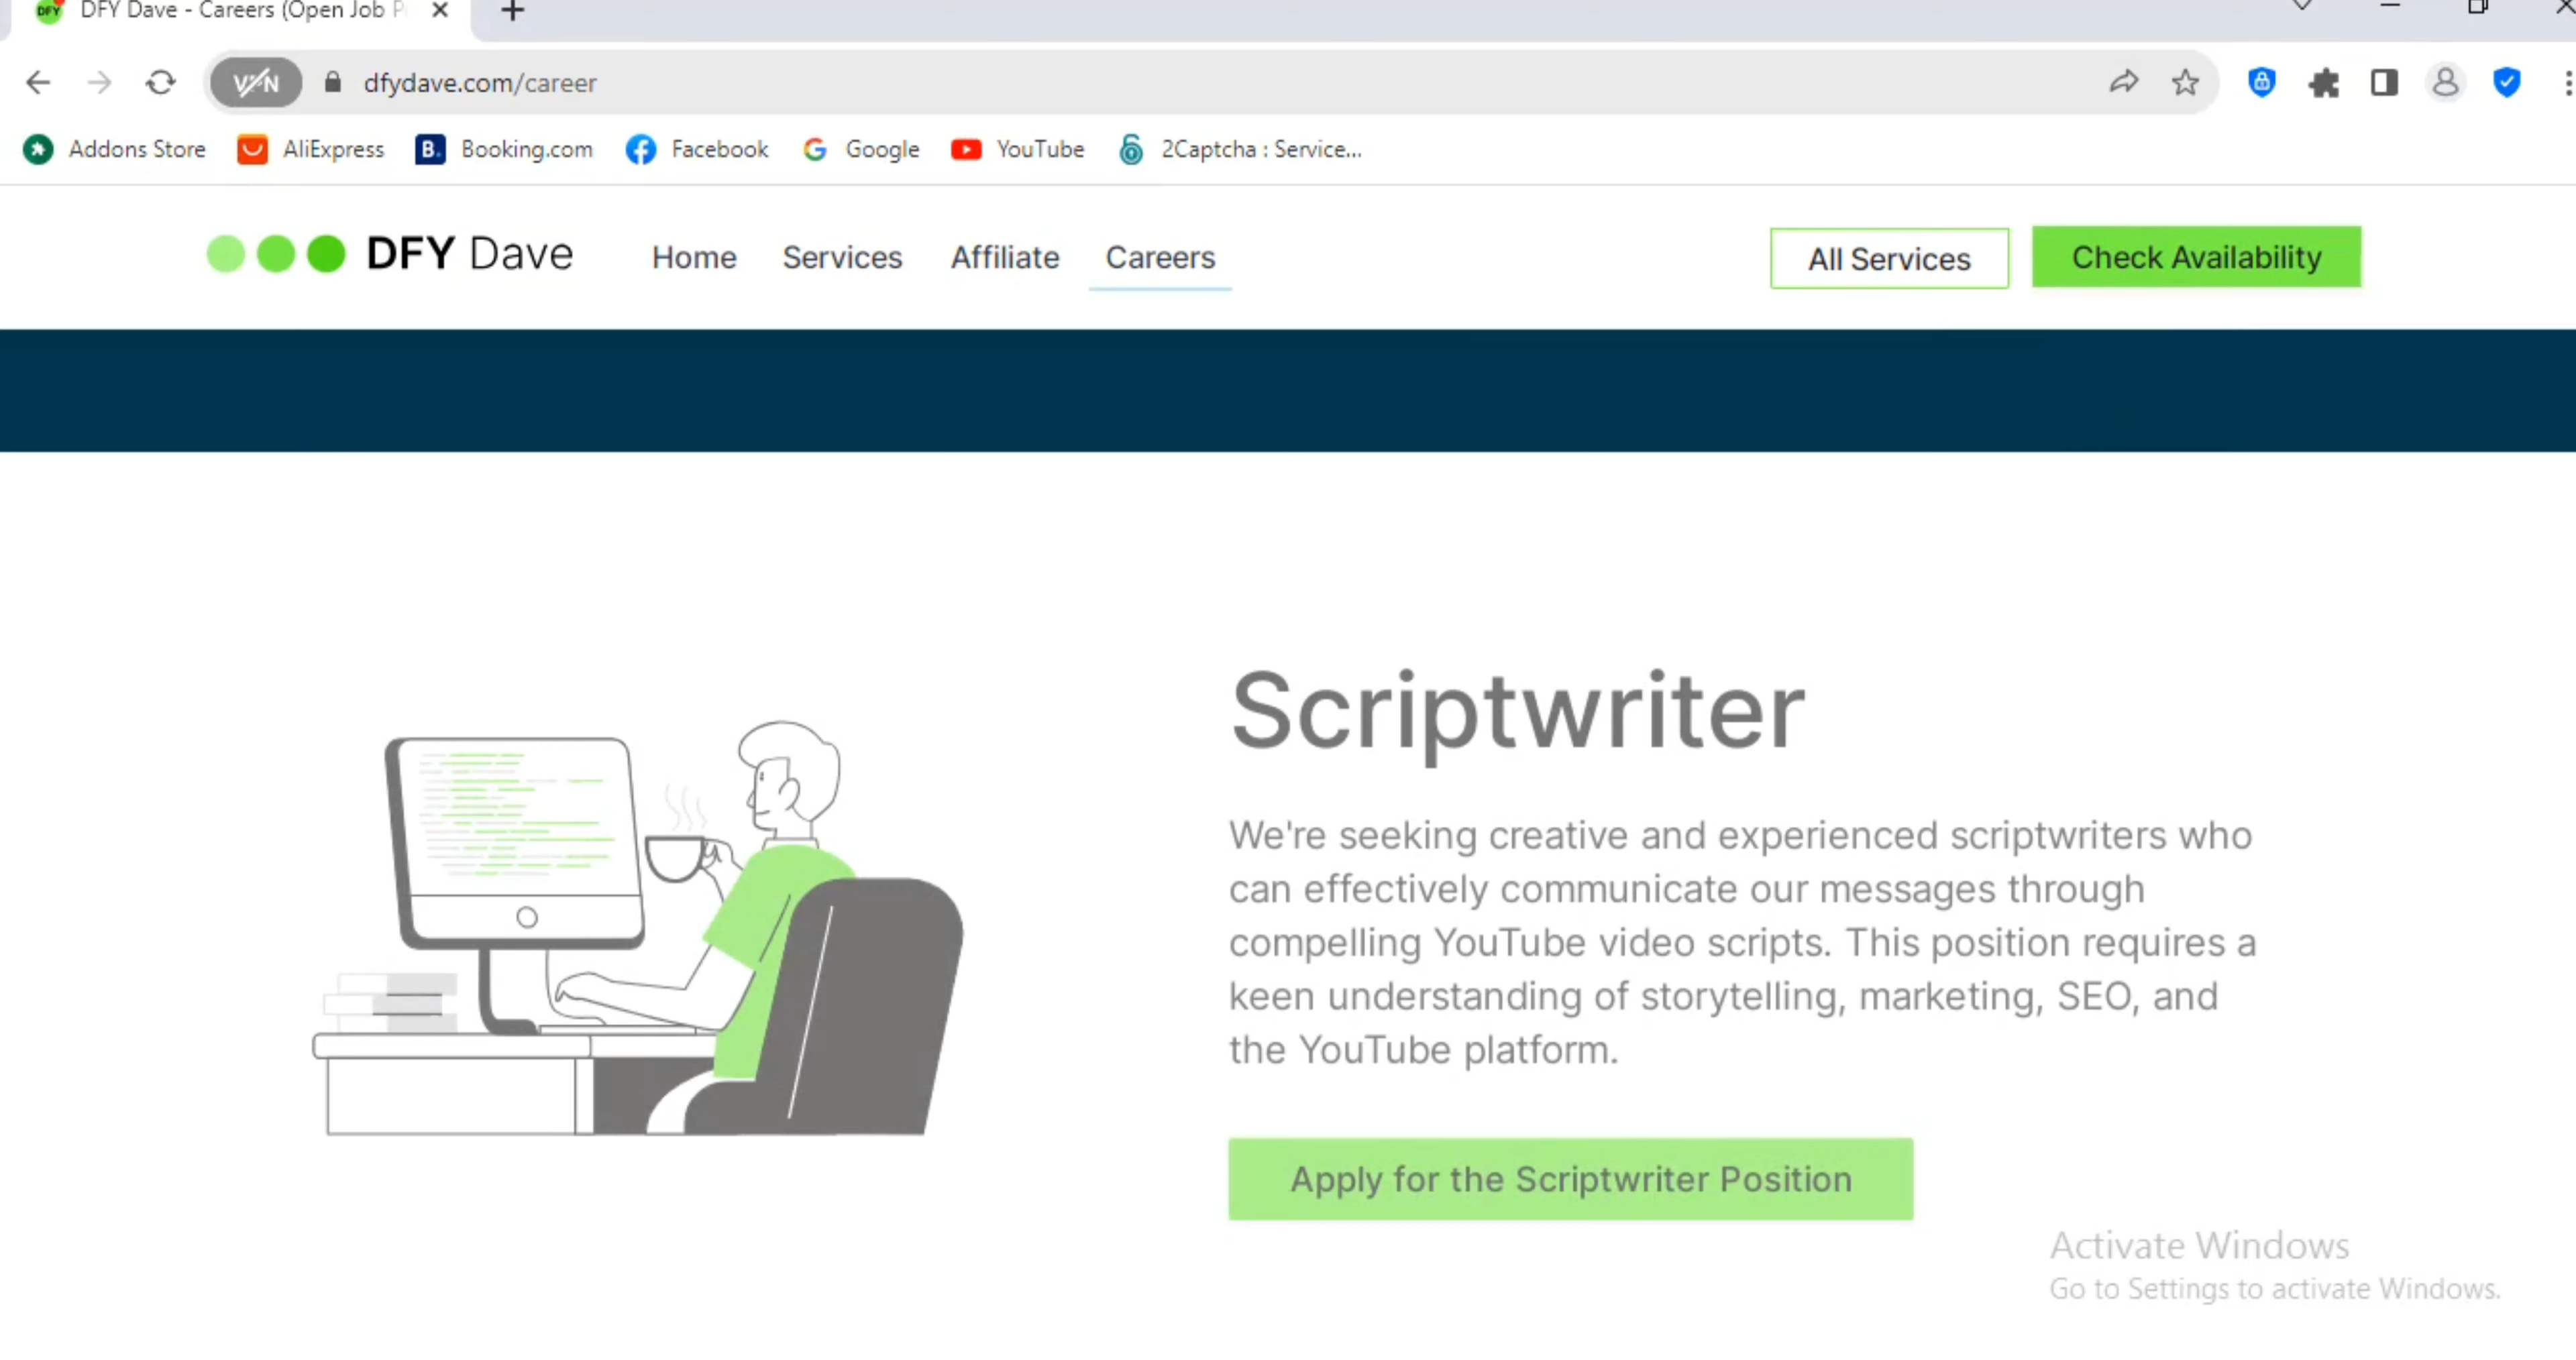 DFY
DFY Dave - Careers (Open Job P
VPN
dfydave.com/career
Addons Store
AliExpress
B.
Booking.com
Facebook
Google
YouTube
2Captcha : Service...
DFY Dave
Home
Services
Affiliate
Careers
All Services
Check Availability
Scriptwriter
We're seeking creative and experienced scriptwriters who
can effectively communicate our messages through
compelling YouTube video scripts. This position requires a
keen understanding of storytelling, marketing, SEO, and
the YouTube platform.
Apply for the Scriptwriter Position
Activate Windows
Go to Settings to activate Windows.